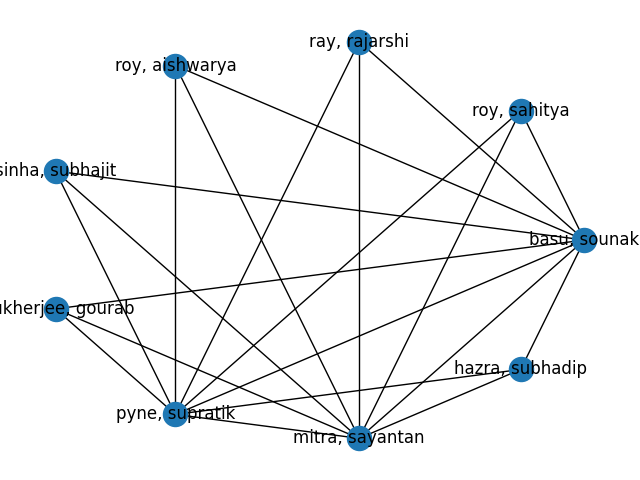 ray, rajarshi
roy, aishwarya
roy, sahitya
sinha, subhajit
basu, sounak
ukherjee, gourab
hazra, subhadip
pyne, supratik
mitra, sayantan